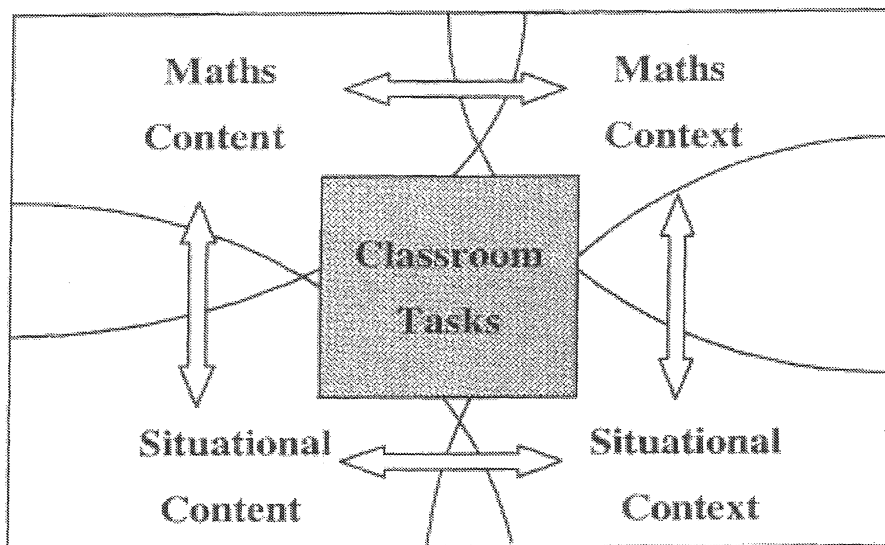 Maths
Content
Maths
Context
Classroom
Tasks
Situational
Content
Situational
Context